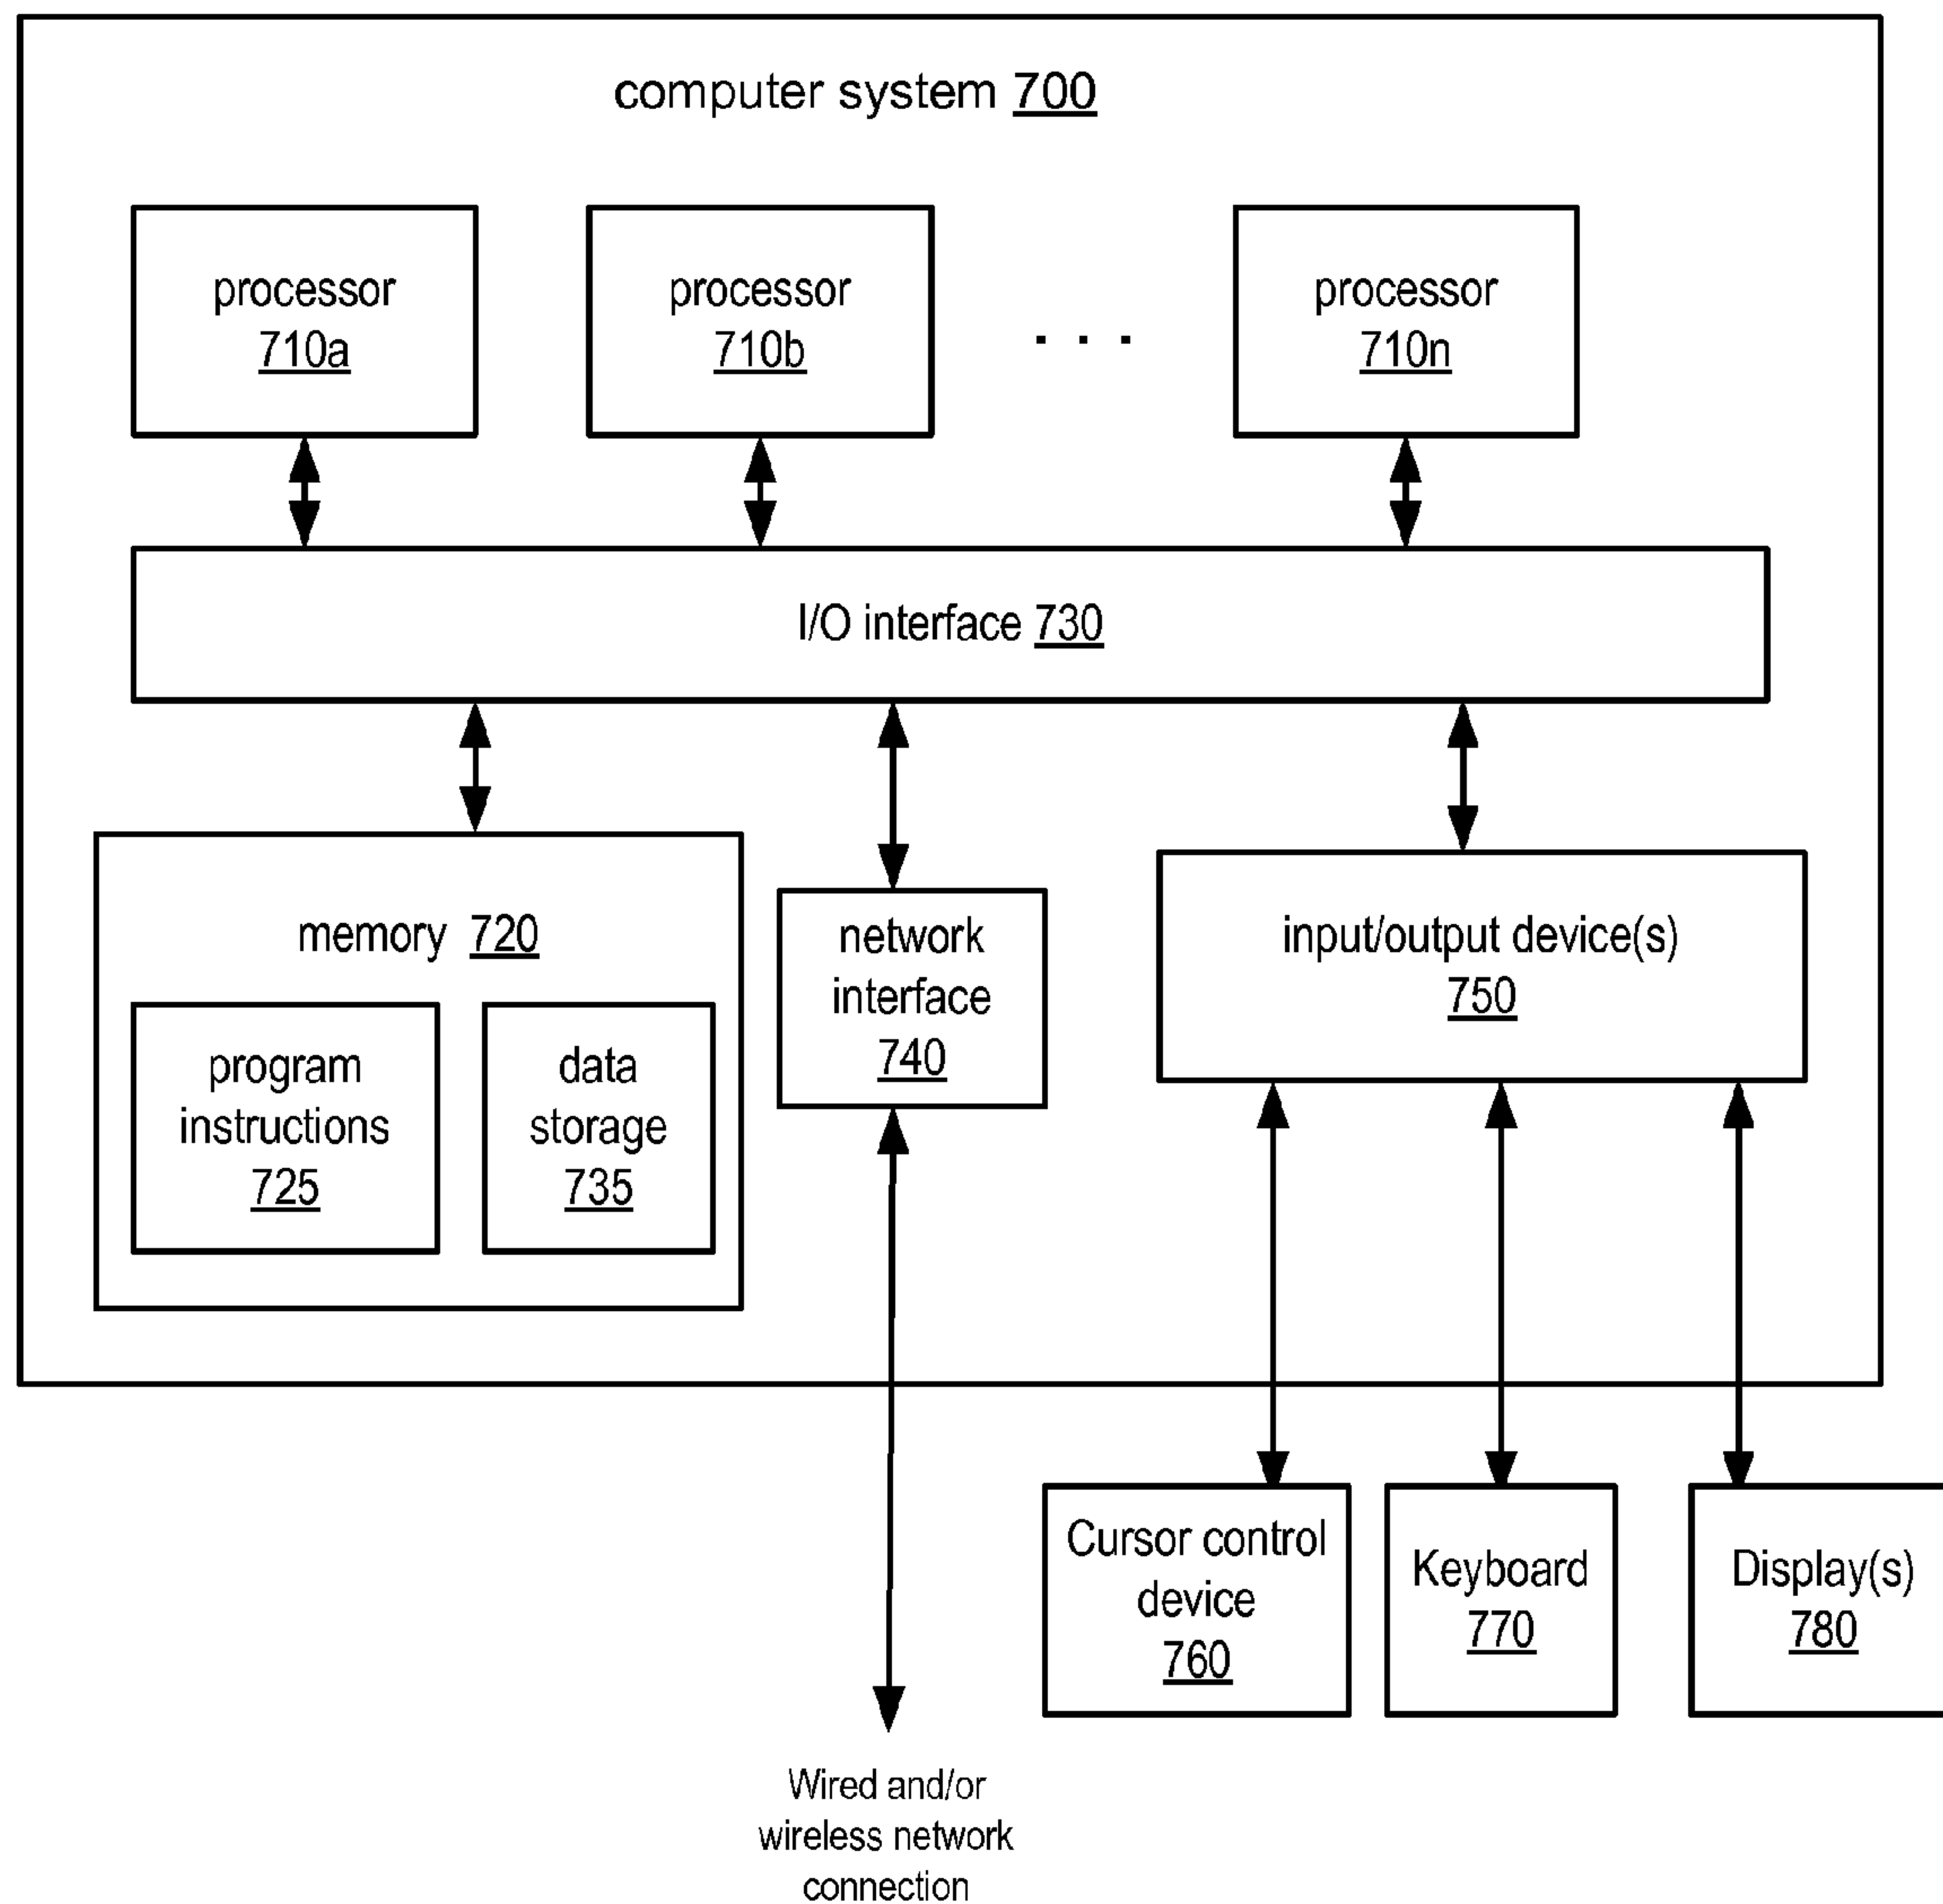 computer system 700
processor
710a
processor
710b
. . .
processor
710n
I/O interface 730
memory 720
program
instructions
725
data
storage
735
network
interface
740
input/output device(s)
750
Cursor control
device
760
Keyboard
770
Display(s)
780
Wired and/or
wireless network
connection